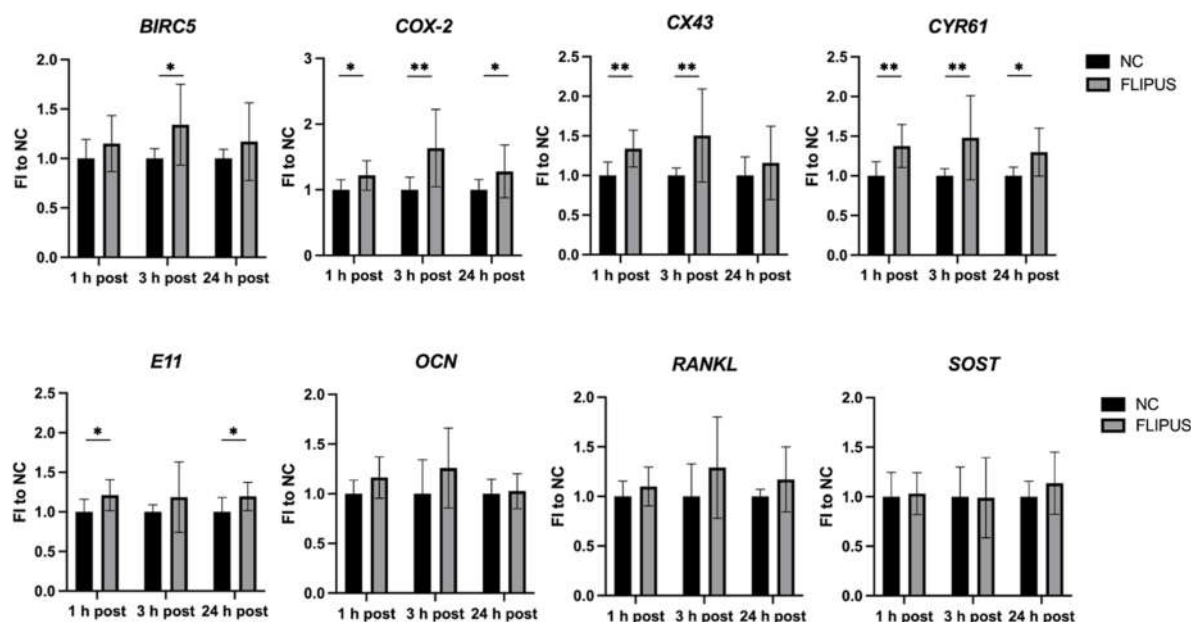 BIRC5
COX-2
CX43
CYR61
FI to NC
2.0
1.5
1.0
0.5
0.0
*
1 h post
3 h post
24 h post
FI to NC
3
2
1
0
*
**
*
1 h post
3 h post
24 h post
FI to NC
2.5
2.0
1.5
1.0
0.5
0.0
**
**
1 h post
3 h post
24 h post
FI to NC
2.5
2.0
1.5
1.0
0.5
0.0
**
**
*
1 h post
3 h post
24 h post
NC
FLIPUS
E11
OCN
RANKL
SOST
FI to NC
2.5
2.0
1.5
1.0
0.5
0.0
*
*
1 h post
3 h post
24 h post
FI to NC
2.0
1.5
1.0
0.5
0.0
1 h post
3 h post
24 h post
FI to NC
2.0
1.5
1.0
0.5
0.0
1 h post
3 h post
24 h post
FI to NC
2.0
1.5
1.0
0.5
0.0
1 h post
3 h post
24 h post
NC
FLIPUS